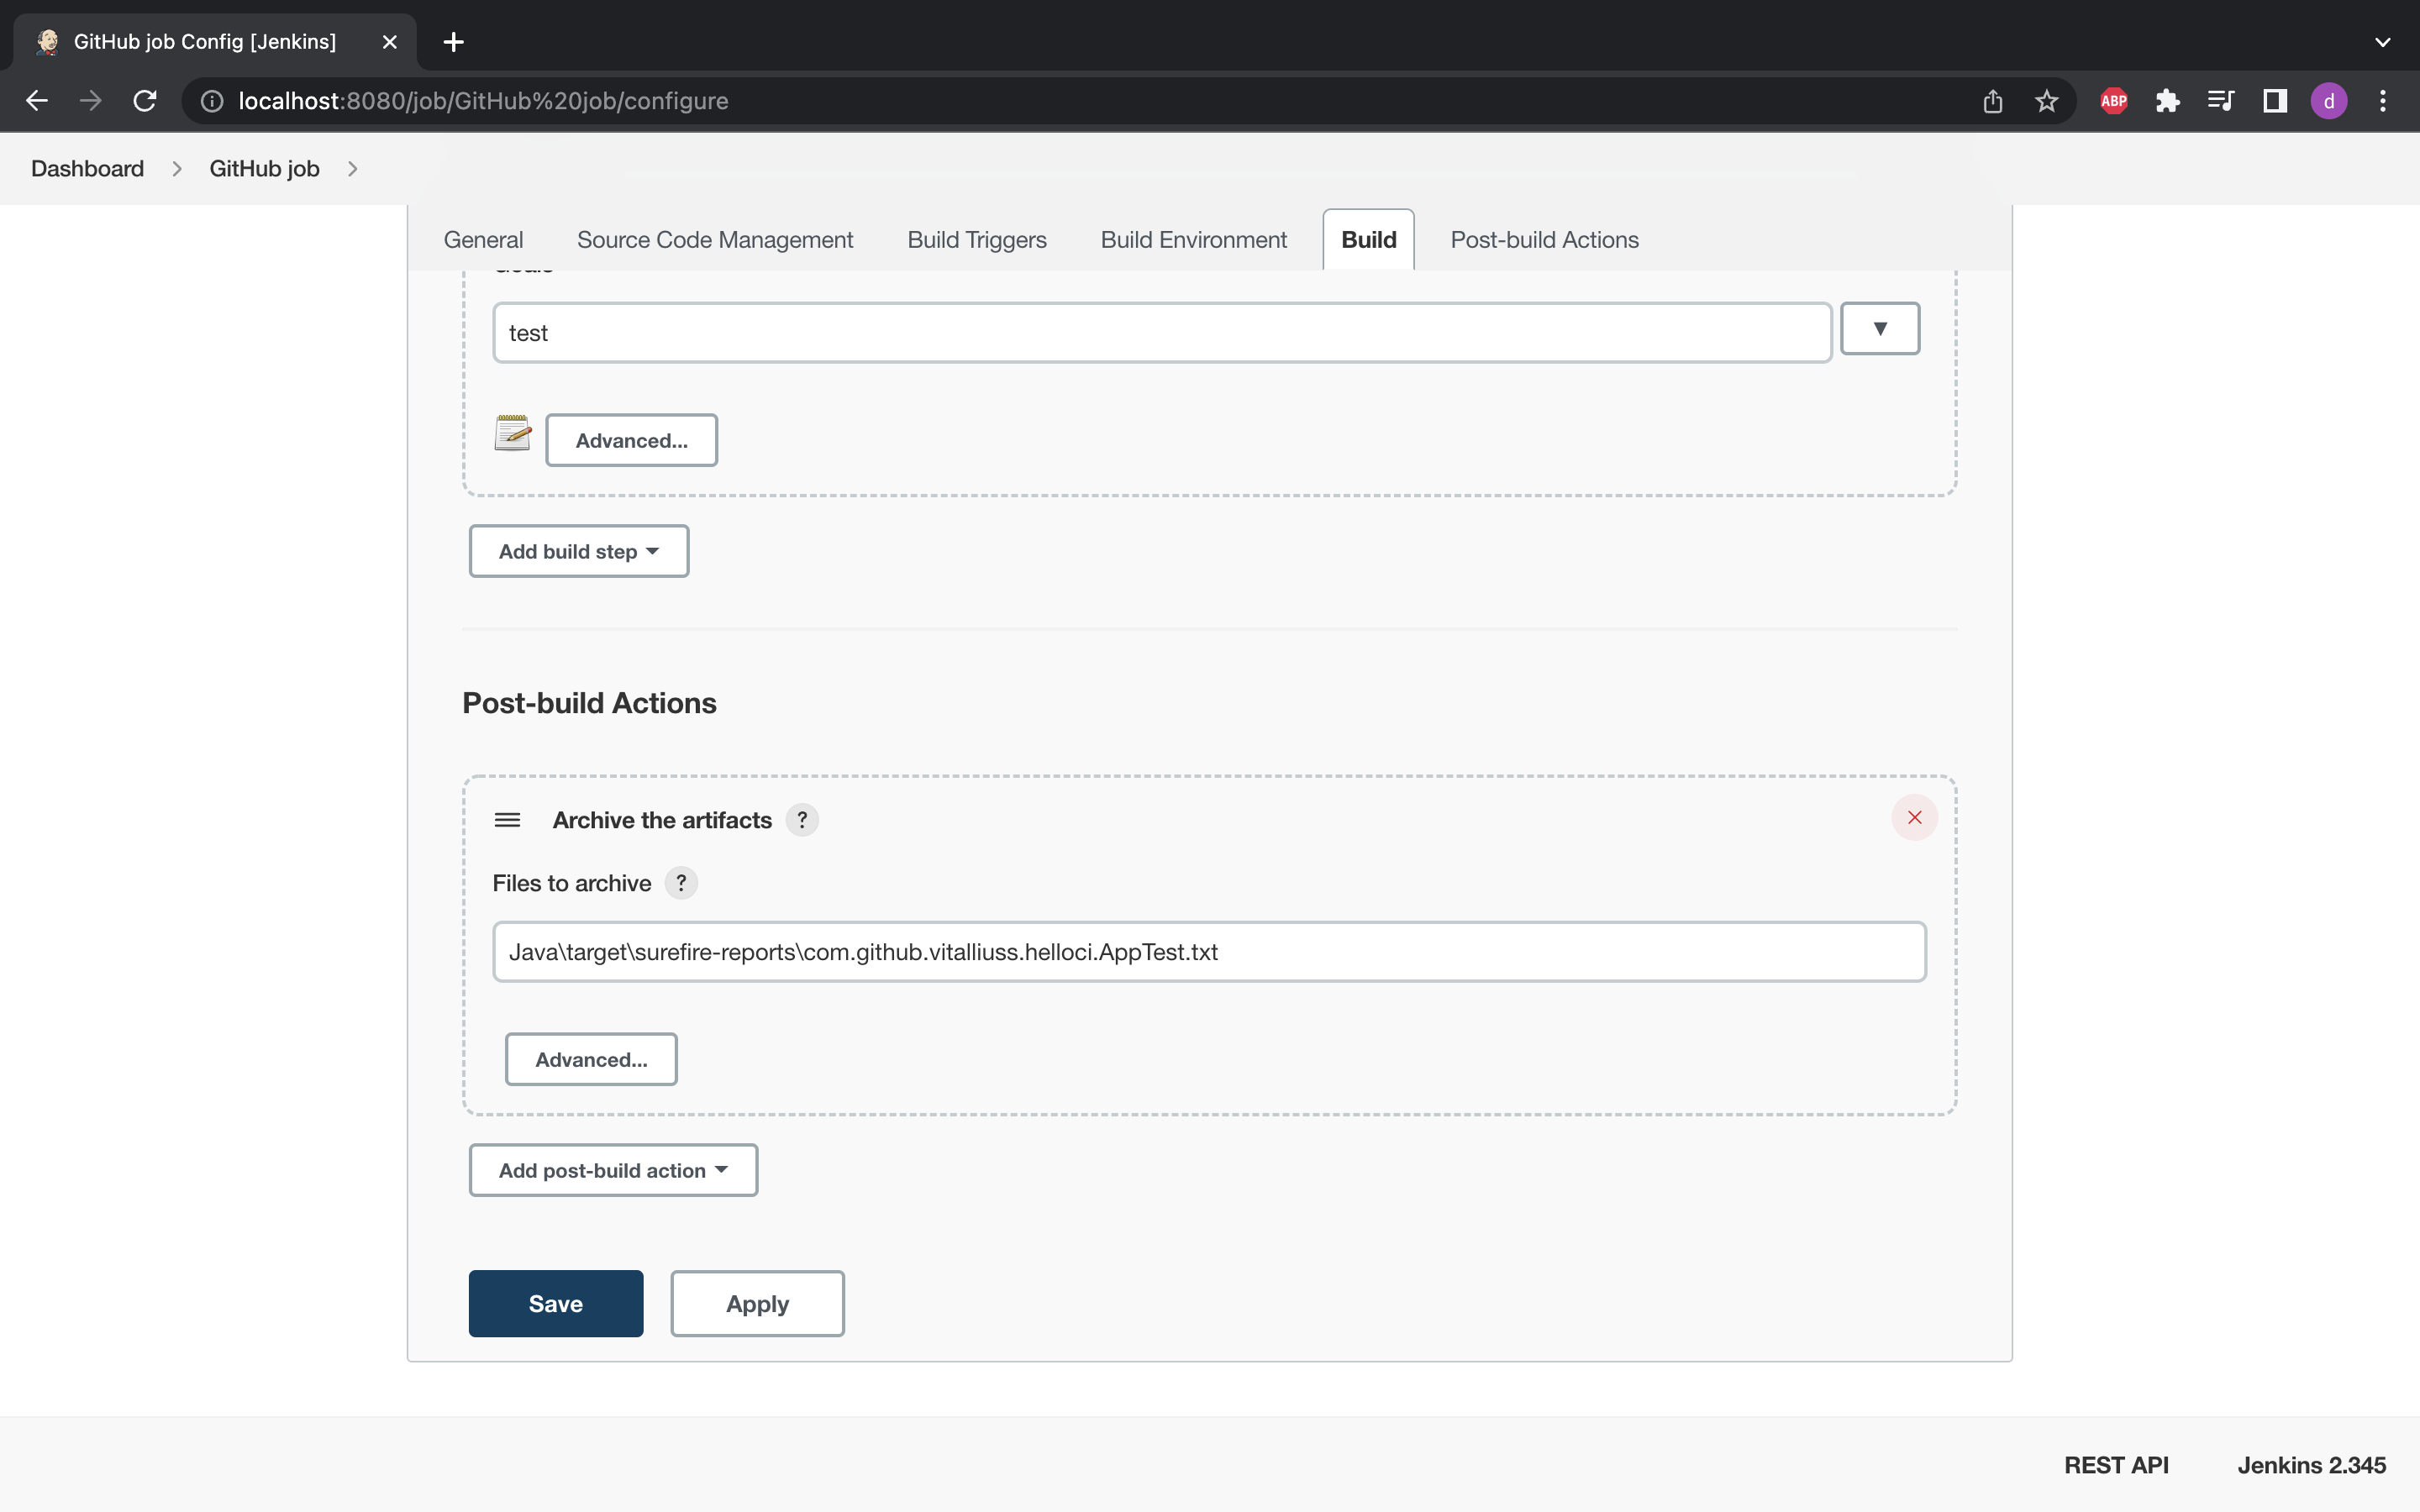 GitHub job Config [Jenkins]
localhost:8080/job/GitHub%20job/configure
ABP
d
Dashboard
GitHub job
General
Source Code Management
Build Triggers
Build Environment
Build
Post-build Actions
test
Advanced...
Add build step
Post-build Actions
Archive the artifacts ?
Files to archive ?
Java\target\surefire-reports\com.github.vitalliuss.helloci.AppTest.txt
Advanced...
Add post-build action
Save
Apply
REST API
Jenkins 2.345